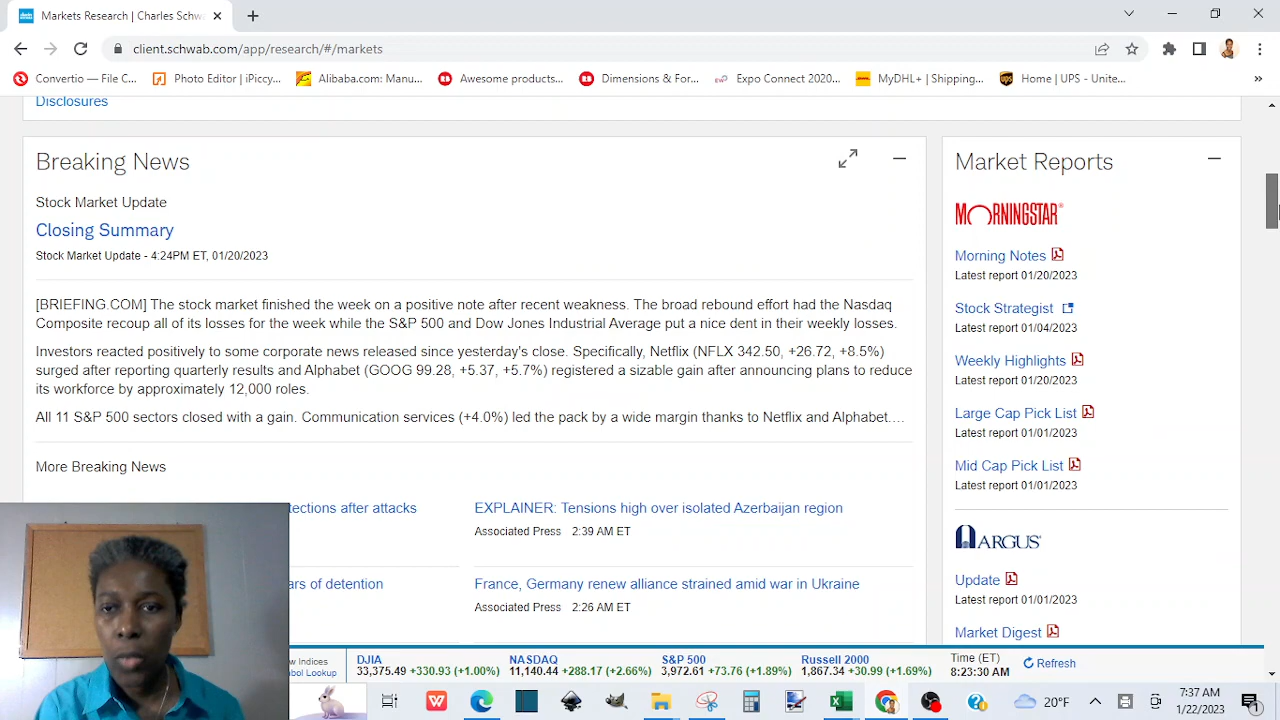 Markets Research | Charles Schw
client.schwab.com/app/research/#/markets
Convertio — File C...
Photo Editor | iPiccy...
Alibaba.com: Manu...
Awesome products...
Dimensions & For...
Expo Connect 2020...
MyDHL+ | Shipping...
Home | UPS - Unite...
»
Disclosures
Breaking News
Stock Market Update
Closing Summary
Stock Market Update - 4:24PM ET, 01/20/2023
[BRIEFING.COM] The stock market finished the week on a positive note after recent weakness. The broad rebound effort had the Nasdaq
Composite recoup all of its losses for the week while the S&P 500 and Dow Jones Industrial Average put a nice dent in their weekly losses.
Investors reacted positively to some corporate news released since yesterday's close. Specifically, Netflix (NFLX 342.50, +26.72, +8.5%)
surged after reporting quarterly results and Alphabet (GOOG 99.28, +5.37, +5.7%) registered a sizable gain after announcing plans to reduce
its workforce by approximately 12,000 roles.
All 11 S&P 500 sectors closed with a gain. Communication services (+4.0%) led the pack by a wide margin thanks to Netflix and Alphabet....
More Breaking News
after attacks
EXPLAINER: Tensions high over isolated Azerbaijan region
Associated Press 2:39 AM ET
of detention
France, Germany renew alliance strained amid war in Ukraine
Associated Press 2:26 AM ET
Market Reports
MORNINGSTAR®
Morning Notes
Latest report 01/20/2023
Stock Strategist
Latest report 01/04/2023
Weekly Highlights
Latest report 01/20/2023
Large Cap Pick List
Latest report 01/01/2023
Mid Cap Pick List
Latest report 01/01/2023
ARGUS
Update
Latest report 01/01/2023
Market Digest
Indices
Lookup
DJIA
33,375.49 +330.93 (+1.00%)
NASDAQ
11,140.44 +288.17 (+2.66%)
S&P 500
3,972.61 +73.76 (+1.89%)
Russell 2000
1,867.34 +30.99 (+1.69%)
Time (ET)
8:23:30 AM
Refresh
20°F
7:37 AM
1/22/2023